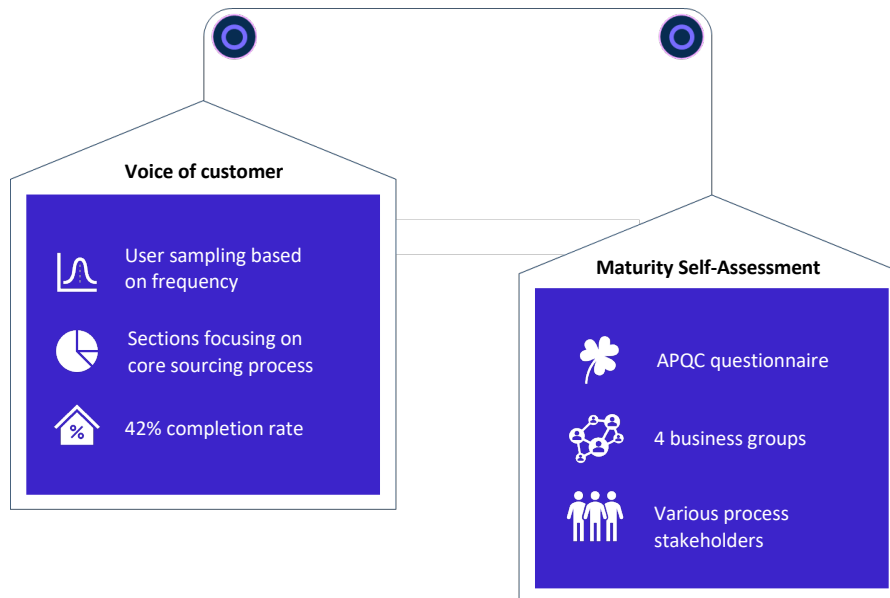 Voice of customer
User sampling based
on frequency
Sections focusing on
core sourcing process
%
42% completion rate
Maturity Self-Assessment
APQC questionnaire
4 business groups
Various process
stakeholders